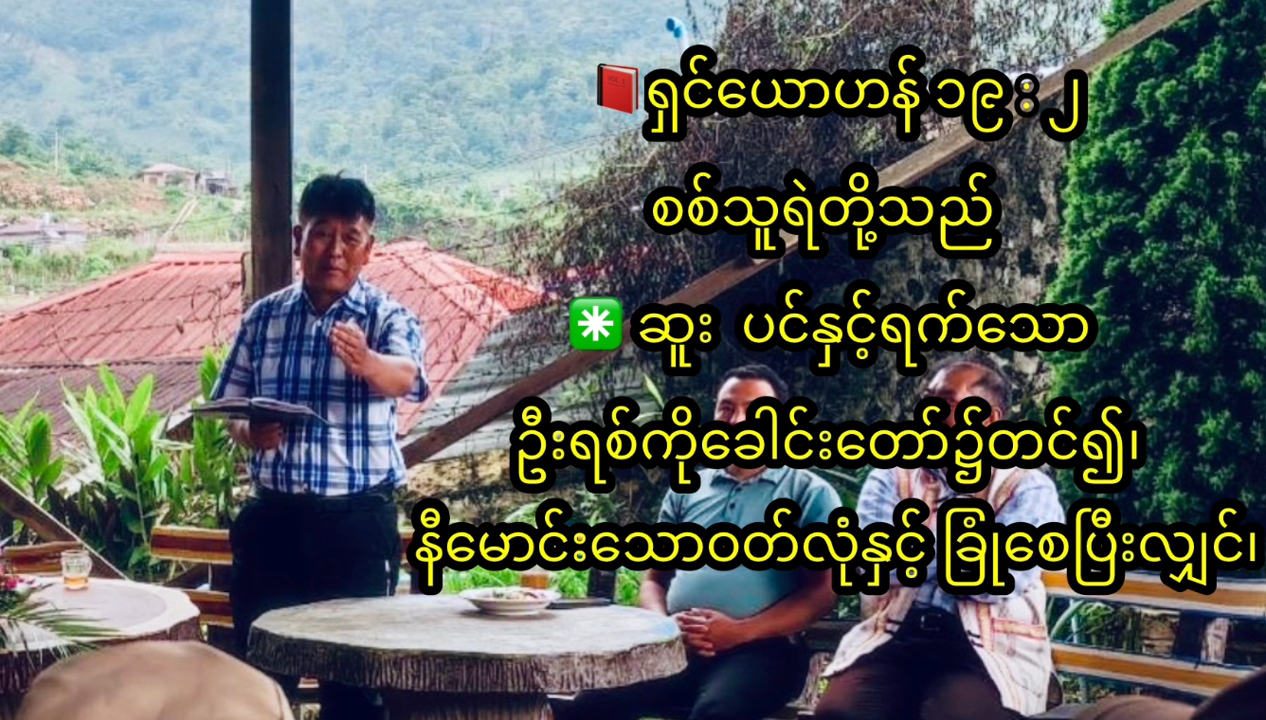 📕ရှင်ယောဟန် ၁၉ : ၂
စစ်သူရဲတို့သည်
✳️ ဆူး ပင်နှင့်ရက်သော
ဦးရစ်ကိုခေါင်းတော်၌တင်၍၊
နီမောင်းသောဝတ်လုံနှင့် ခြုံစေပြီးလျှင်၊